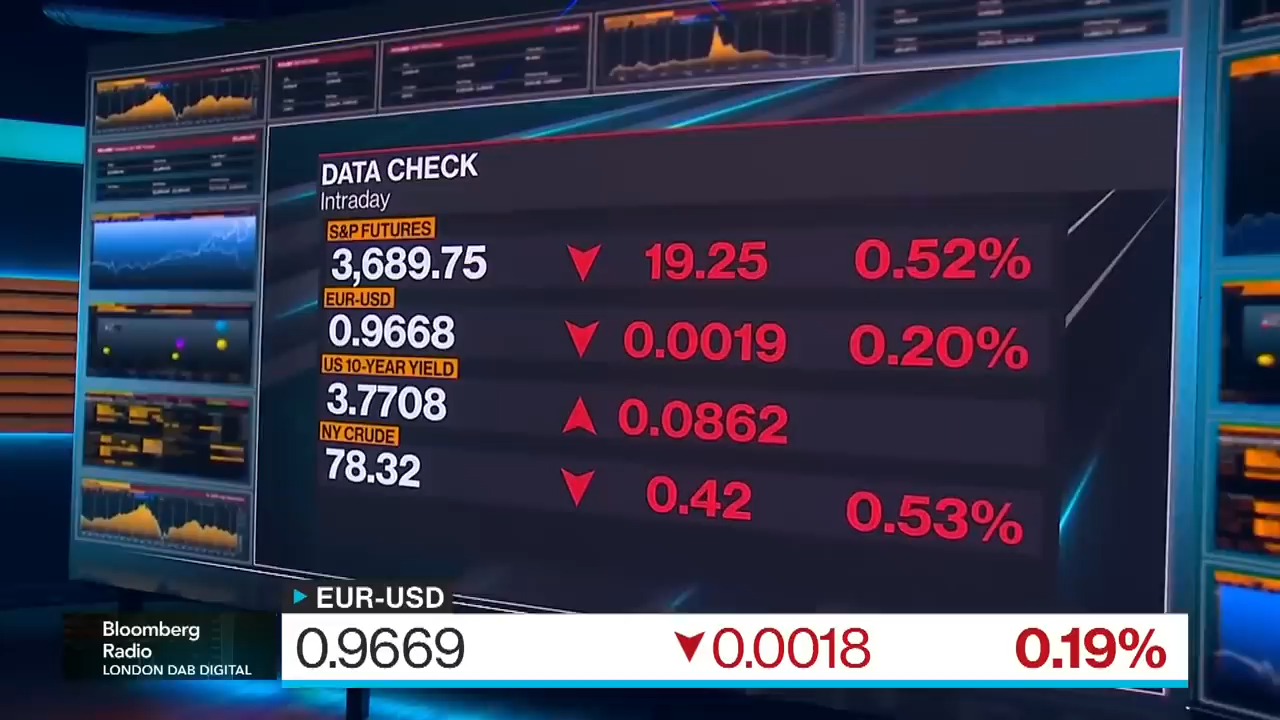 DATA CHECK
Intraday
S&P FUTURES
3,689.75 19.25 0.52%
EUR-USD
0.9668 0.0019 0.20%
US 10-YEAR YIELD
3.7708 0.0862
NY CRUDE
78.32 0.42 0.53%
EUR-USD
Bloomberg
Radio
LONDON DAB DIGITAL
0.9669 0.0018 0.19%